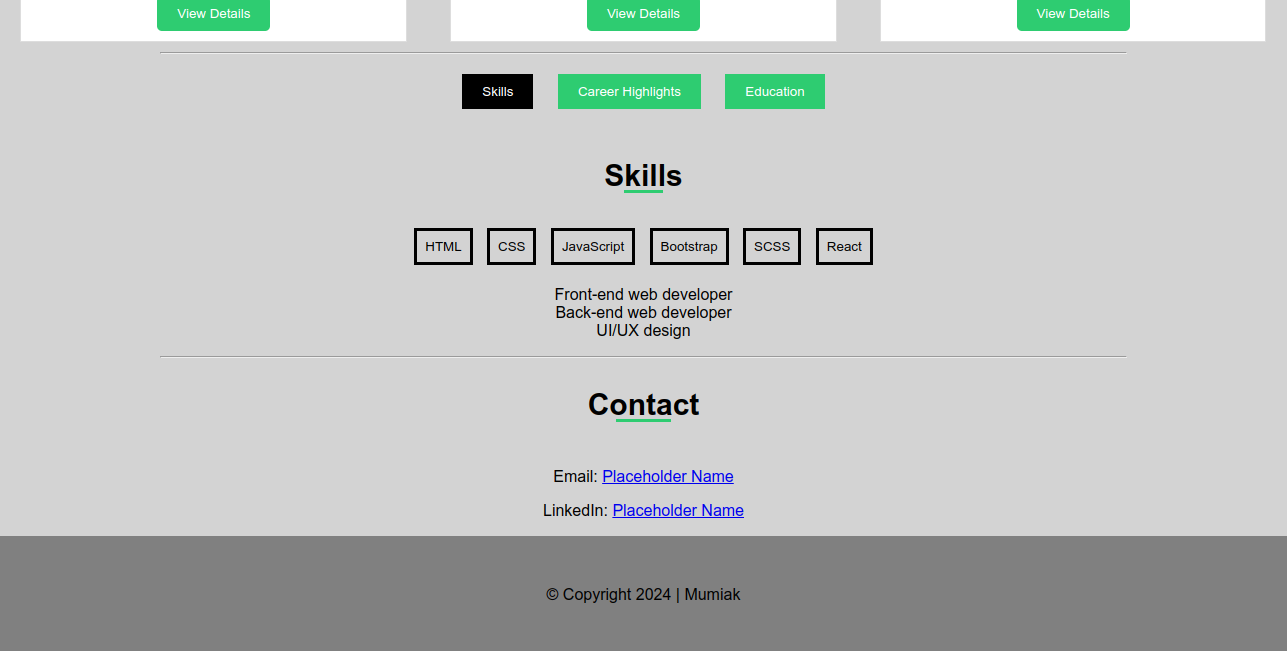 View Details View Details View Details
Skills Career Highlights Education
Skills
HTML CSS JavaScript Bootstrap SCSS React
Front-end web developer
Back-end web developer
UI/UX design
Contact
Email: Placeholder Name
LinkedIn: Placeholder Name
© Copyright 2024 | Mumiak